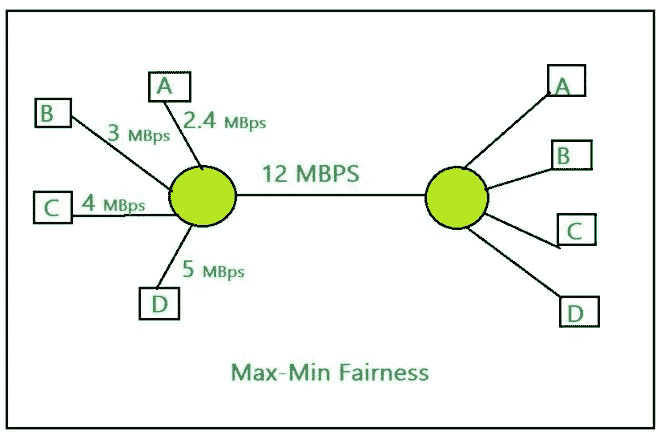 A
A
B
2.4 MBps
3 MBps
12 MBPS
B
C
4 MBps
C
5 MBps
D
D
Max-Min Fairness